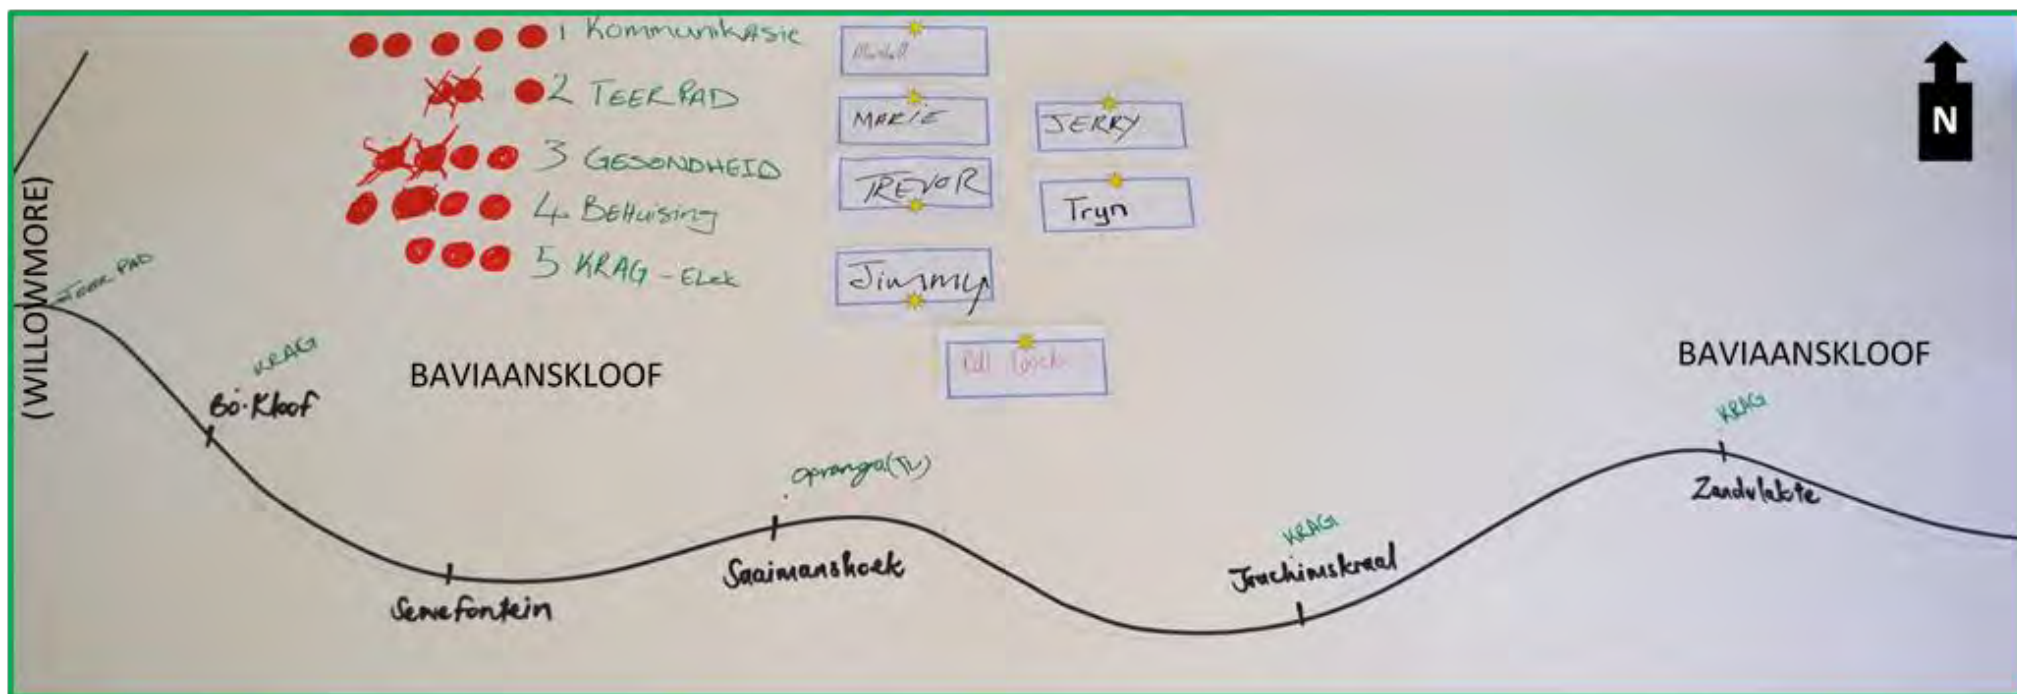 1 KommunikAsie
2 TEER PAD
3 GESONDHEID
4. BEHuising
5 KRAG - ELek
MARIE
JERRY
TREVOR
Tryn
Jimmy
N
(WILLOWMORE)
TEER PAD
KRAG
Bo-Kloof
BAVIAANSKLOOF
BAVIAANSKLOOF
KRAG
Zandvlakte
(TV)
Saaimanshoek
KRAG
Joachimskraal
Sewefontein